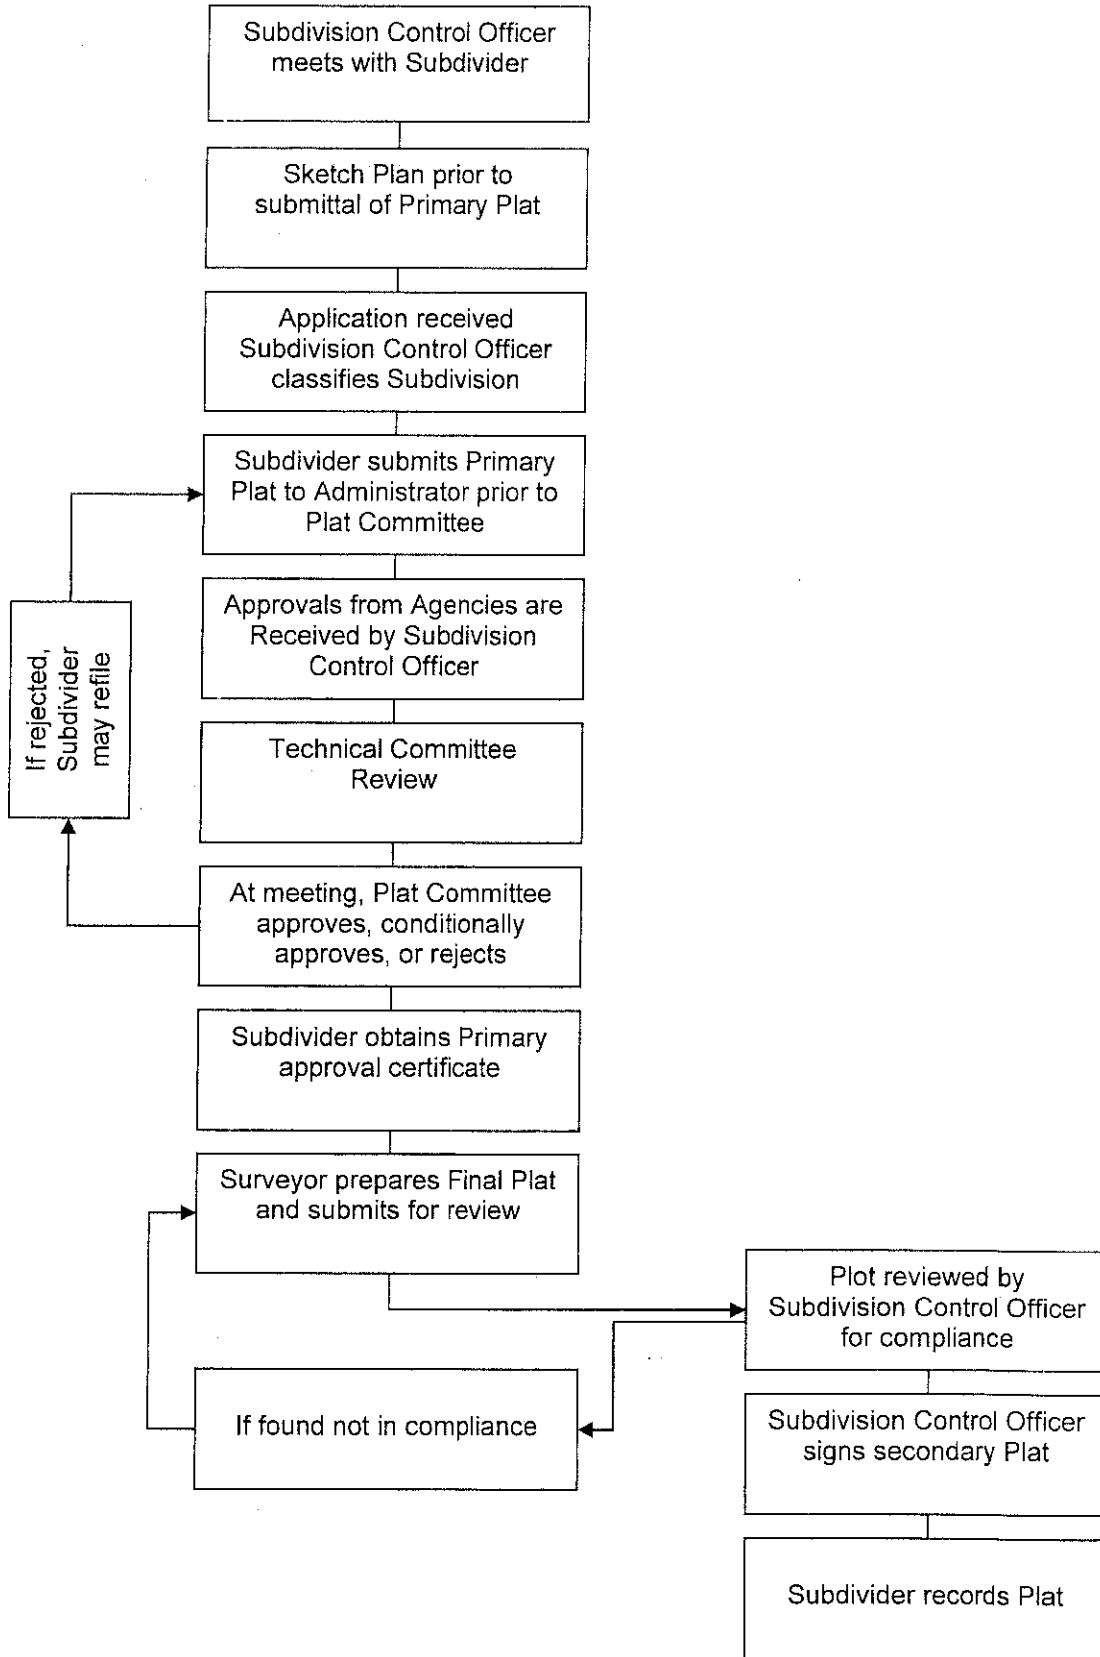 Subdivision Control Officer
meets with Subdivider
Sketch Plan prior to
submittal of Primary Plat
Application received
Subdivision Control Officer
classifies Subdivision
Subdivider submits Primary
Plat to Administrator prior to
Plat Committee
Approvals from Agencies are
Received by Subdivision
Control Officer
If rejected,
Subdivider
may refile
Technical Committee
Review
At meeting, Plat Committee
approves, conditionally
approves, or rejects
Subdivider obtains Primary
approval certificate
Surveyor prepares Final Plat
and submits for review
Plot reviewed by
Subdivision Control Officer
for compliance
If found not in compliance
Subdivision Control Officer
signs secondary Plat
Subdivider records Plat